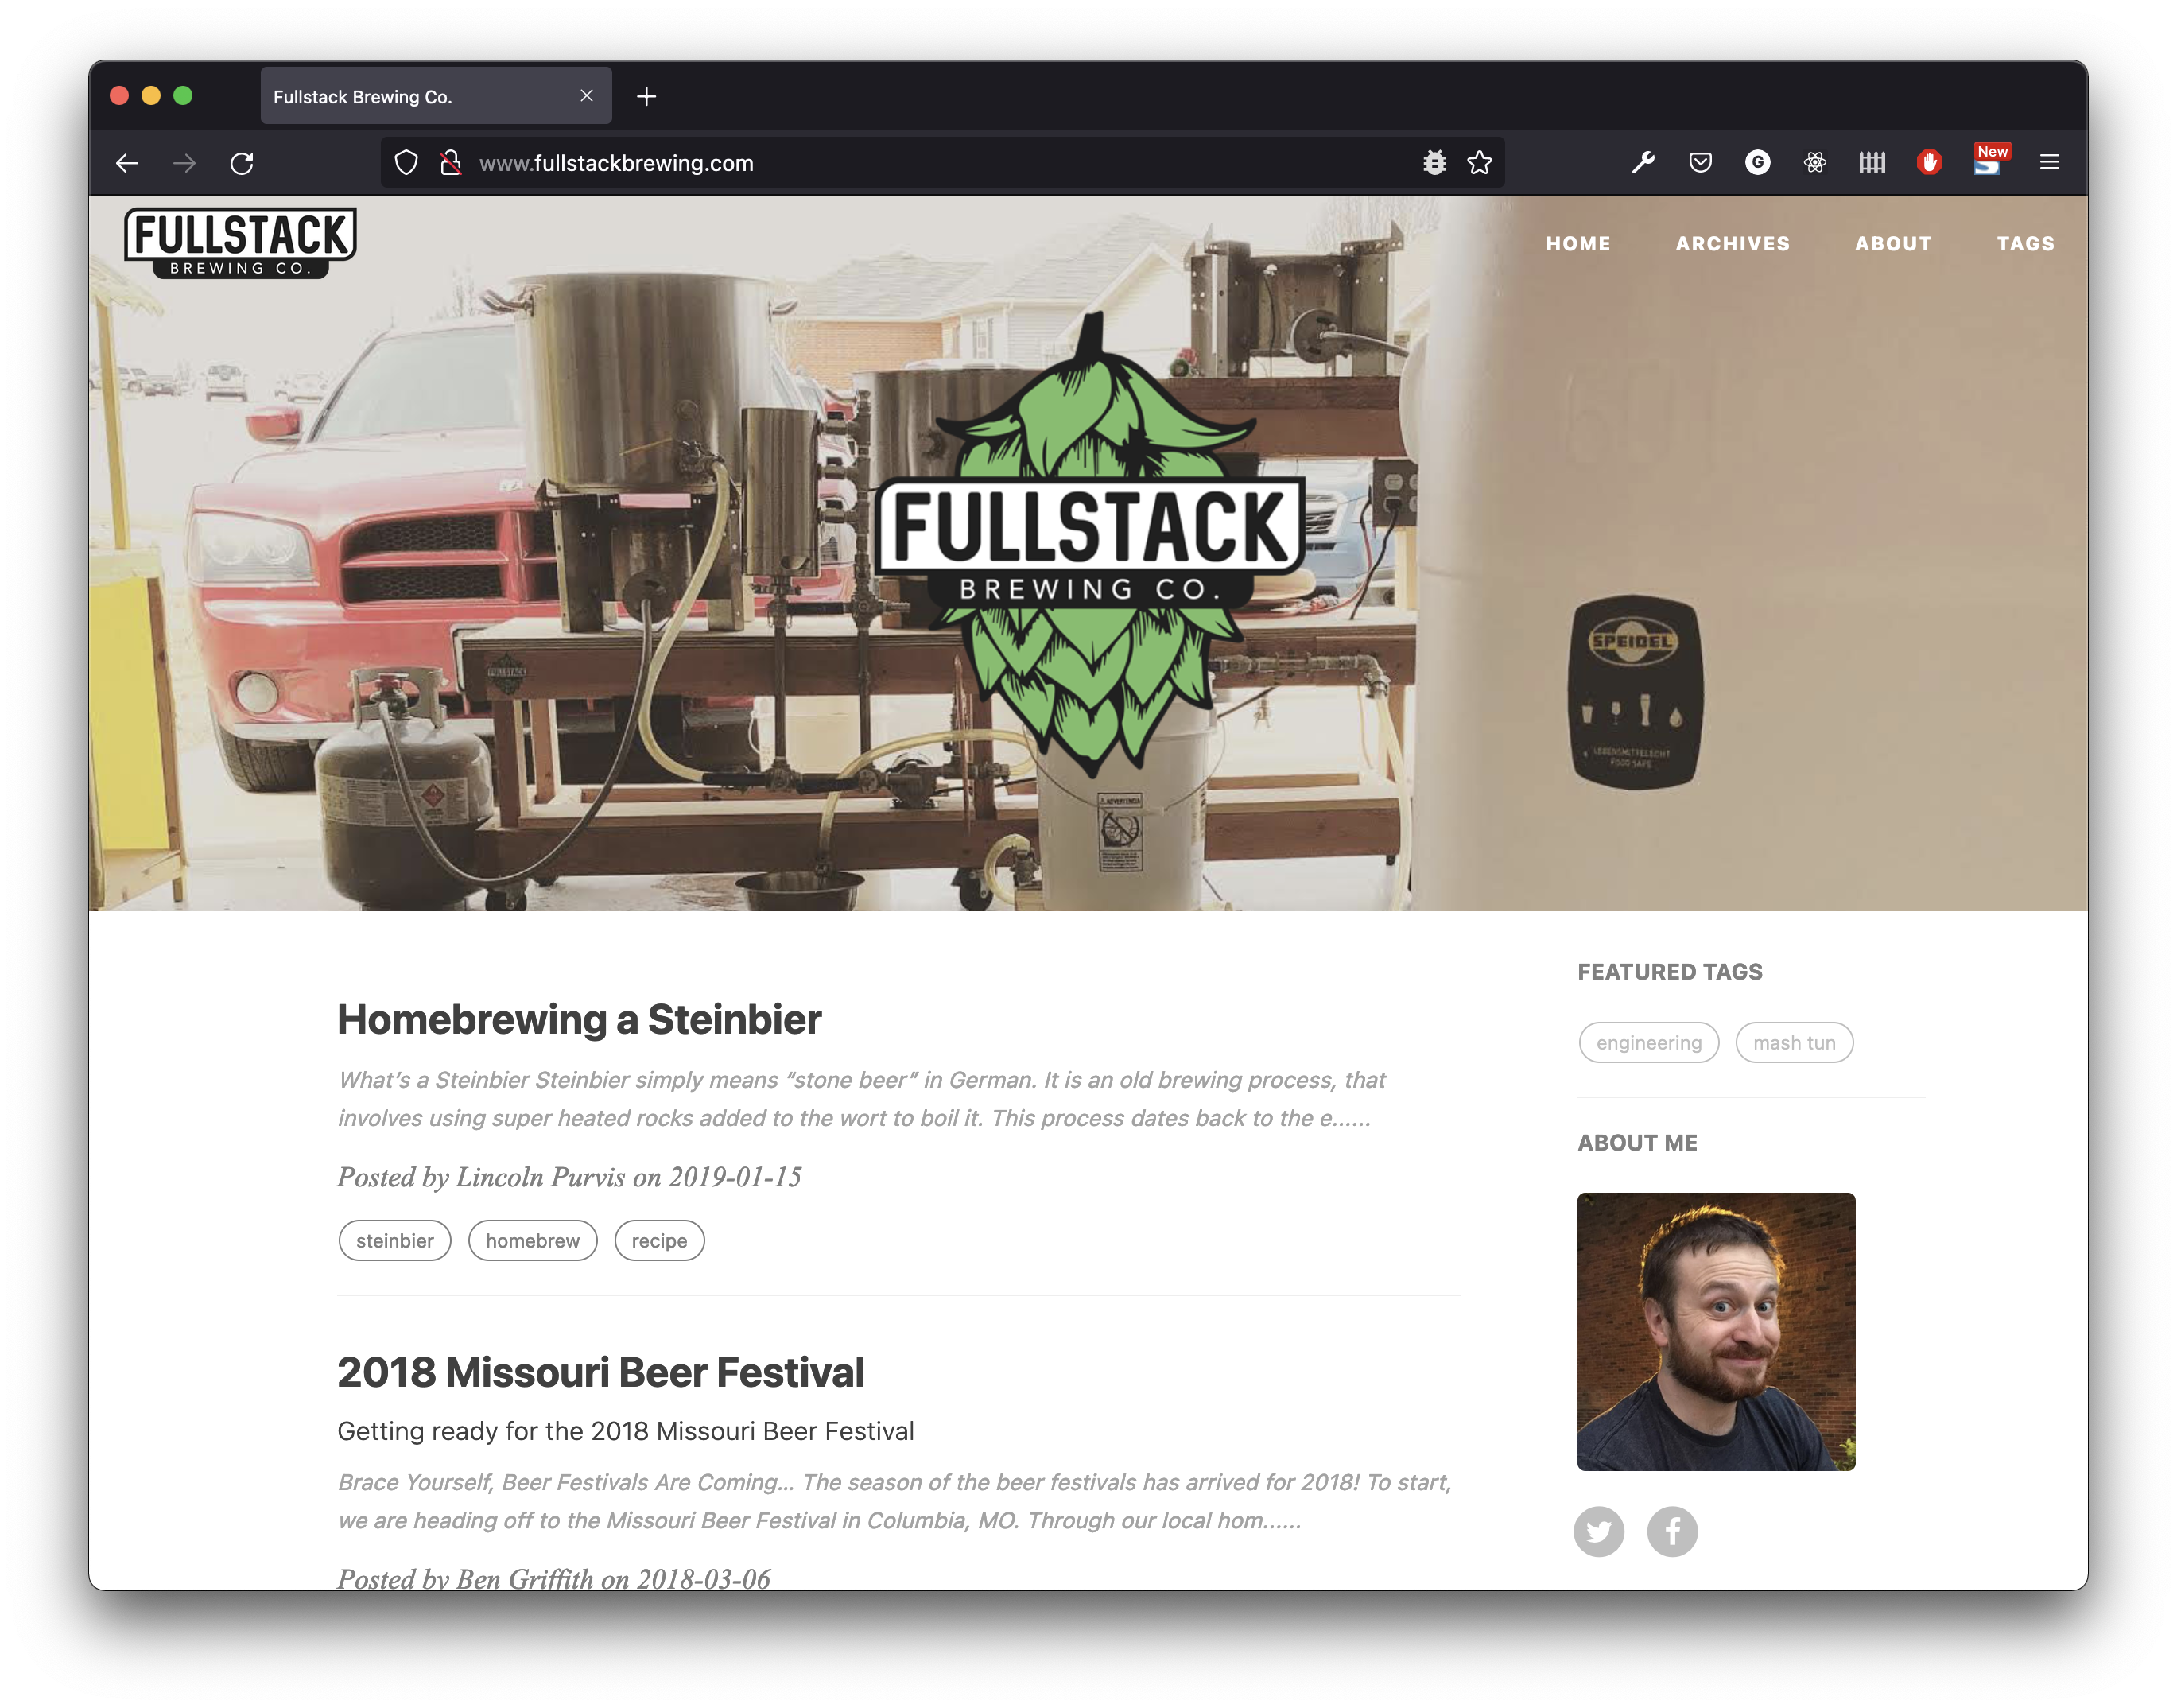 Fullstack Brewing Co.
www.fullstackbrewing.com
G
New
FULLSTACK
BREWING CO.
HOME ARCHIVES ABOUT TAGS
FULLSTACK
BREWING CO.
SPEIDEL
LEBENSMITTELECHT
FOOD SAFE
FULLSTACK
ADVERTENCIA
Homebrewing a Steinbier
What’s a Steinbier Steinbier simply means “stone beer” in German. It is an old brewing process, that
involves using super heated rocks added to the wort to boil it. This process dates back to the e......
Posted by Lincoln Purvis on 2019-01-15
steinbier homebrew recipe
2018 Missouri Beer Festival
Getting ready for the 2018 Missouri Beer Festival
Brace Yourself, Beer Festivals Are Coming... The season of the beer festivals has arrived for 2018! To start,
we are heading off to the Missouri Beer Festival in Columbia, MO. Through our local hom......
Posted by Ben Griffith on 2018-03-06
FEATURED TAGS
engineering mash tun
ABOUT ME